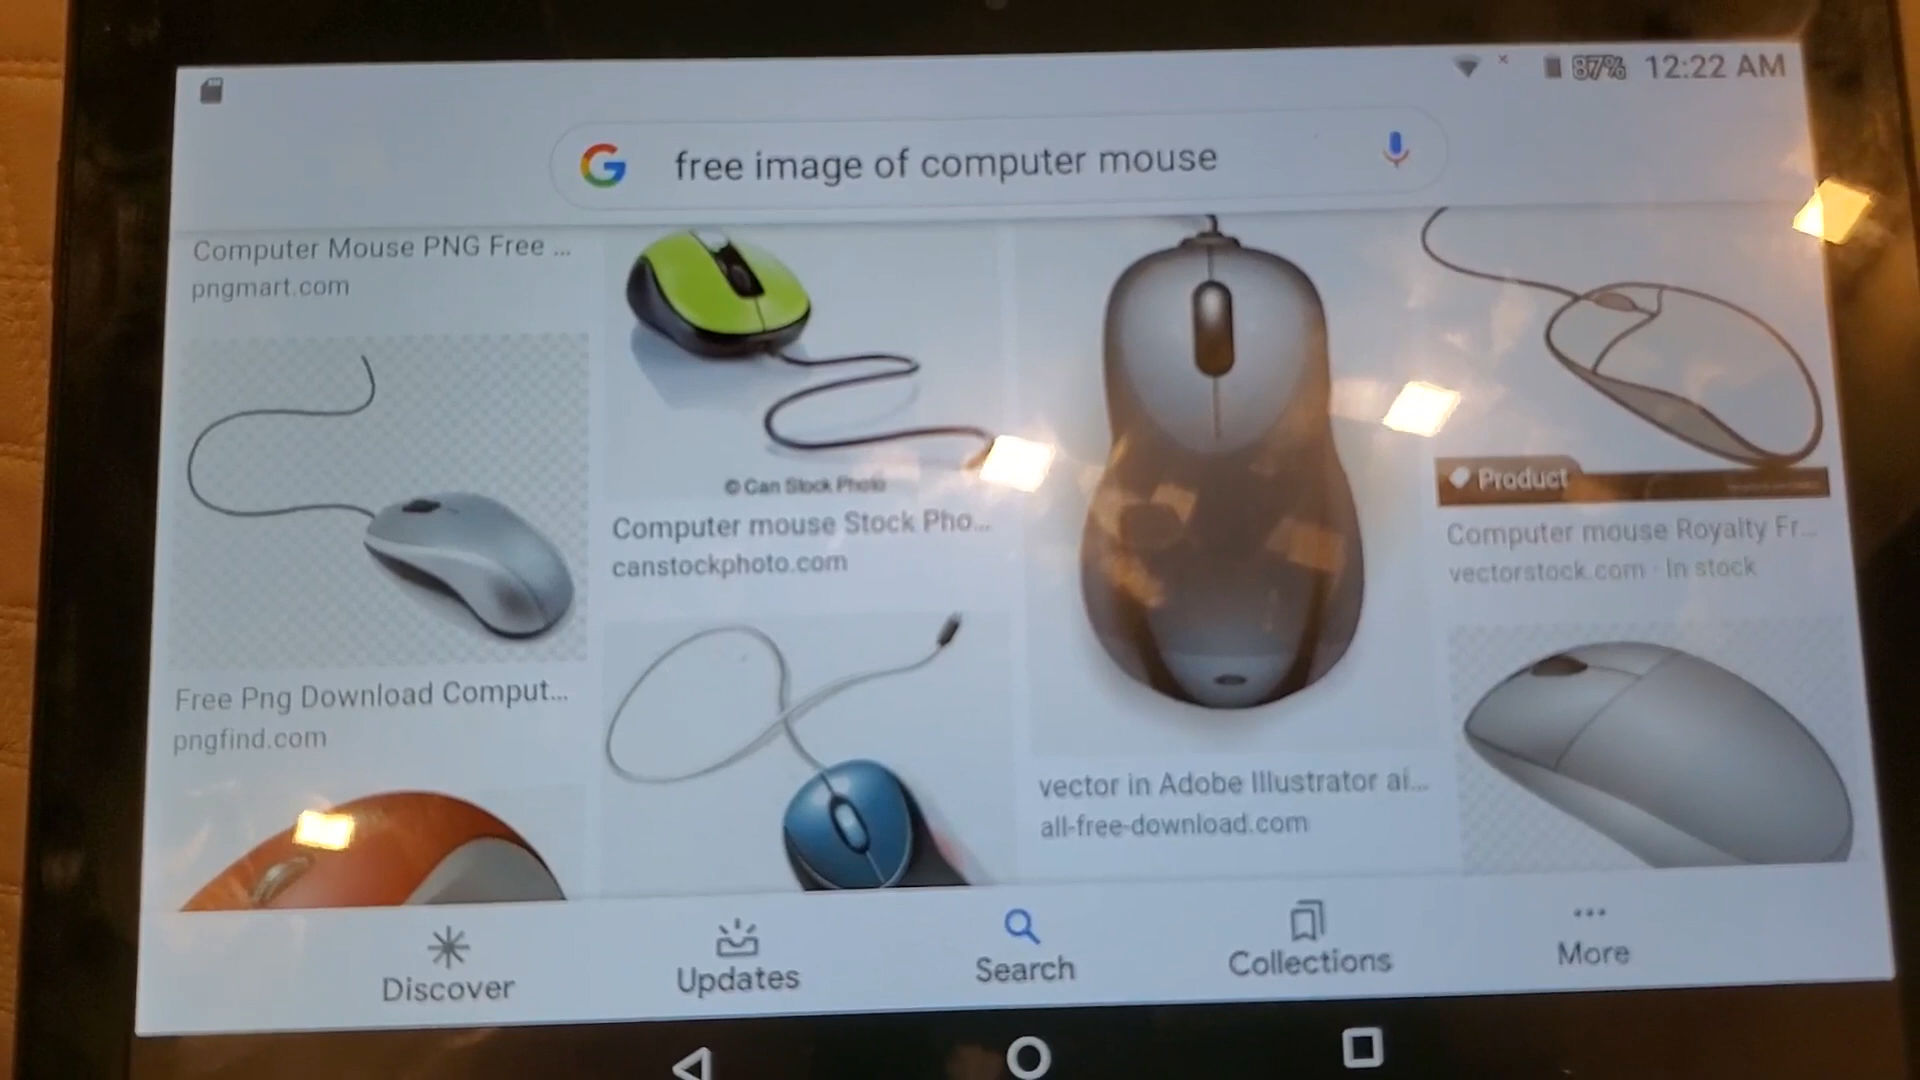 87% 12:22 AM
G free image of computer mouse
Computer Mouse PNG Free ...
pngmart.com
© Can Stock Photo
Computer mouse Stock Pho...
canstockphoto.com
Product
Computer mouse Royalty Fr...
vectorstock.com · In stock
Free Png Download Comput...
pngfind.com
vector in Adobe Illustrator ai...
all-free-download.com
Discover
Updates
Search
Collections
More